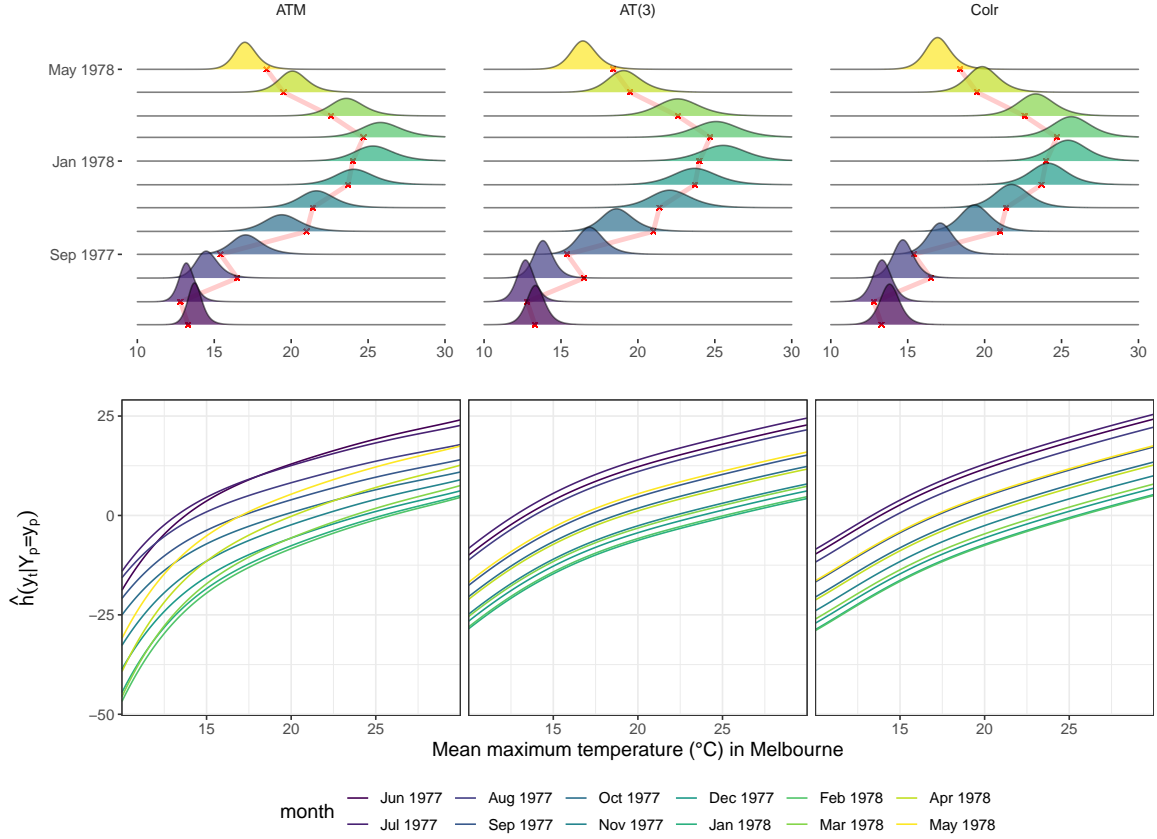 ATM AT(3) Colr
May 1978
Jan 1978
Sep 1977
10 15 20 25 30 10 15 20 25 30 10 15 20 25 30
25
0
−25
−50
ĥ(yₜ|Yₚ=yₚ)
15 20 25 15 20 25 15 20 25
Mean maximum temperature (°C) in Melbourne
month
Jun 1977 Aug 1977 Oct 1977 Dec 1977 Feb 1978 Apr 1978
Jul 1977 Sep 1977 Nov 1977 Jan 1978 Mar 1978 May 1978